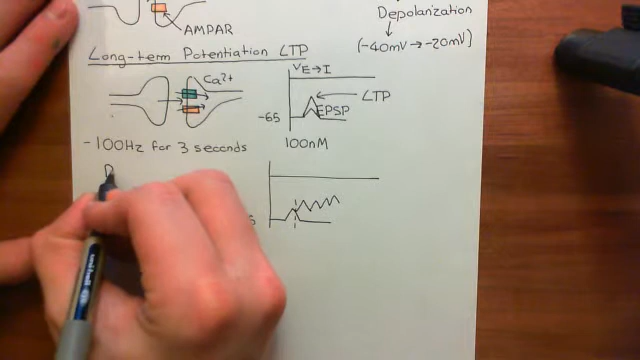 AMPAR
Depolarization
(-40mV → -20mV]
Long-term Potentiation LTP
Ca2+
VE→I
LTP
EPSP
-65
100nM
-100Hz for 3 seconds